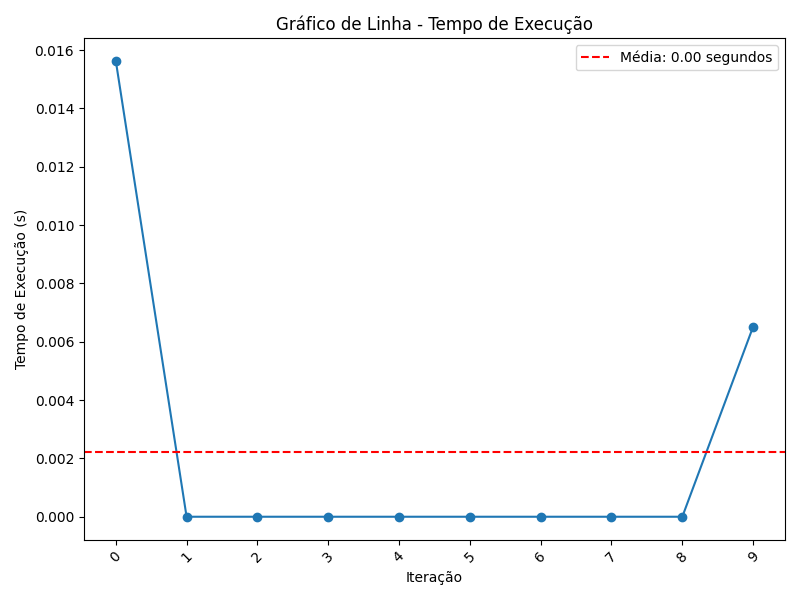 Gráfico de Linha - Tempo de Execução
Média: 0.00 segundos
Tempo de Execução (s)
0.016
0.014
0.012
0.010
0.008
0.006
0.004
0.002
0.000
0 1 2 3 4 5 6 7 8 9
Iteração